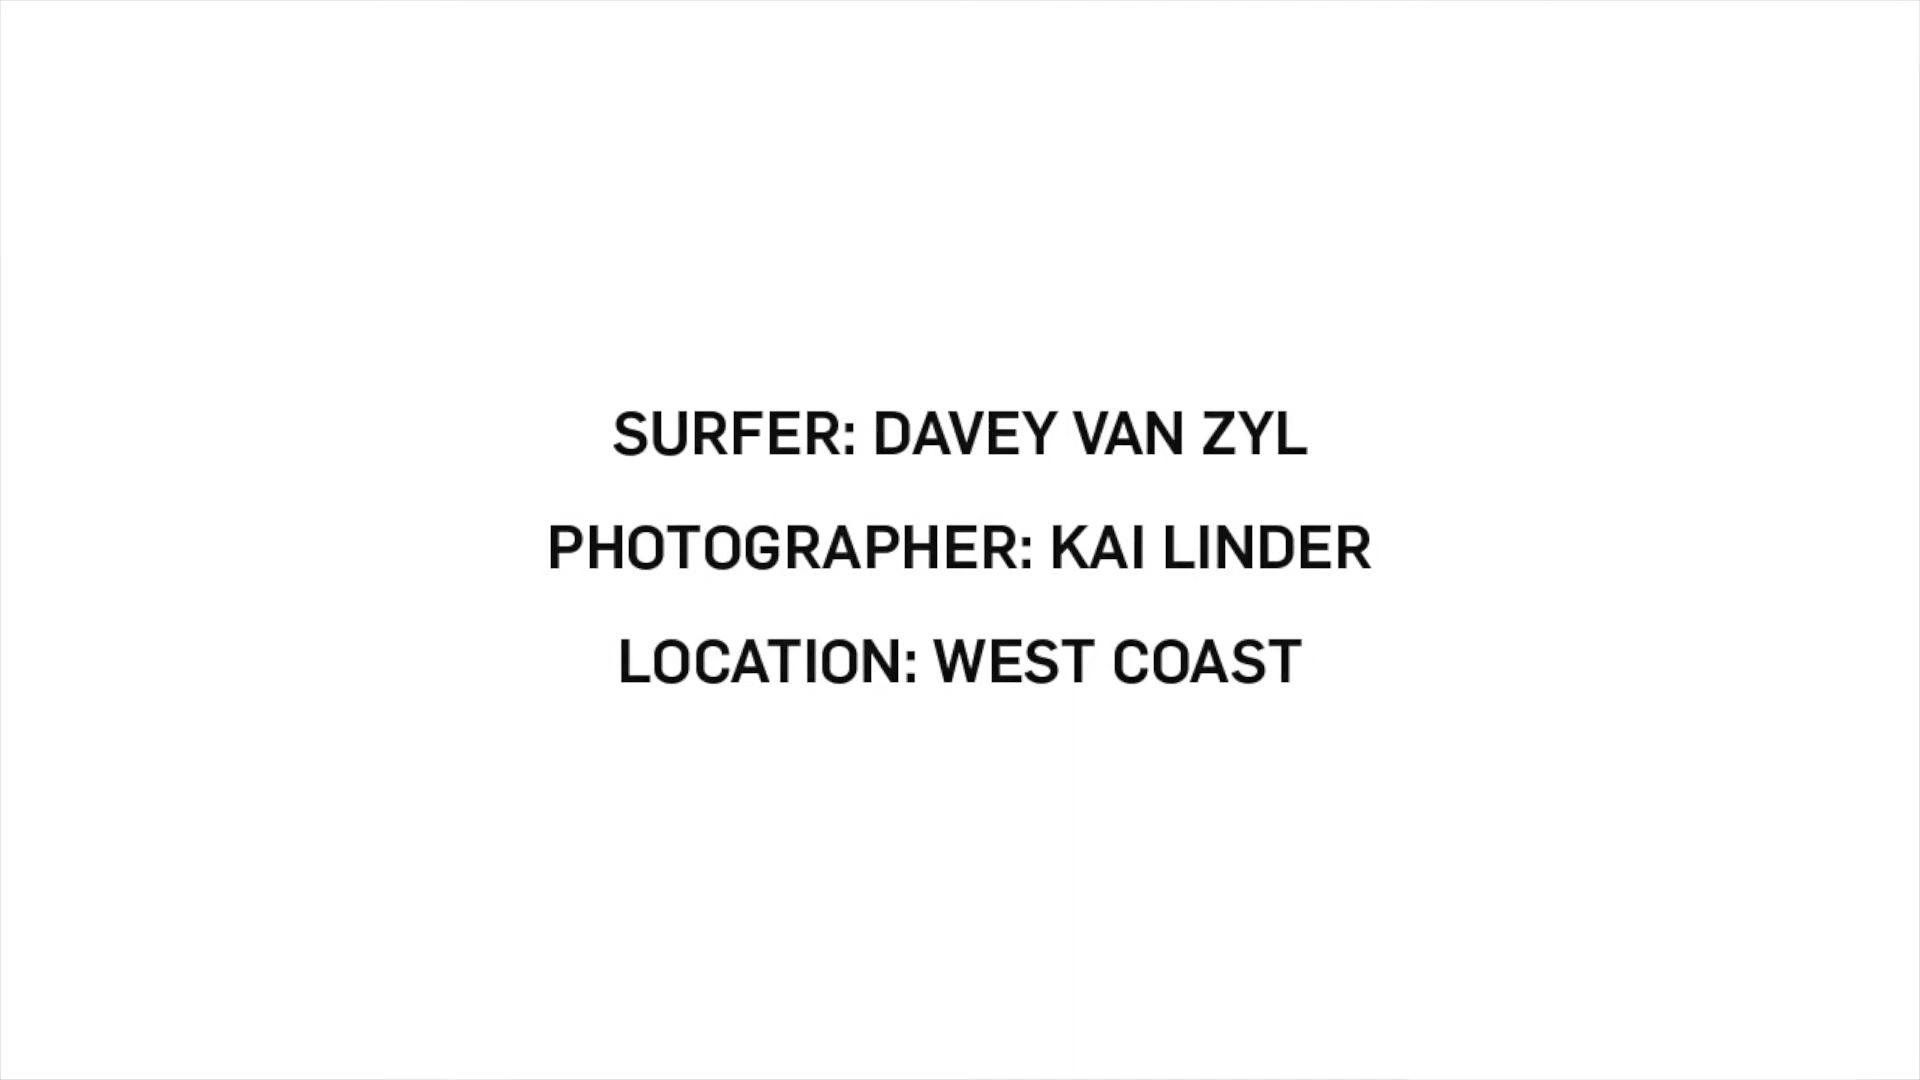 SURFER: DAVEY VAN ZYL
PHOTOGRAPHER: KAI LINDER
LOCATION: WEST COAST